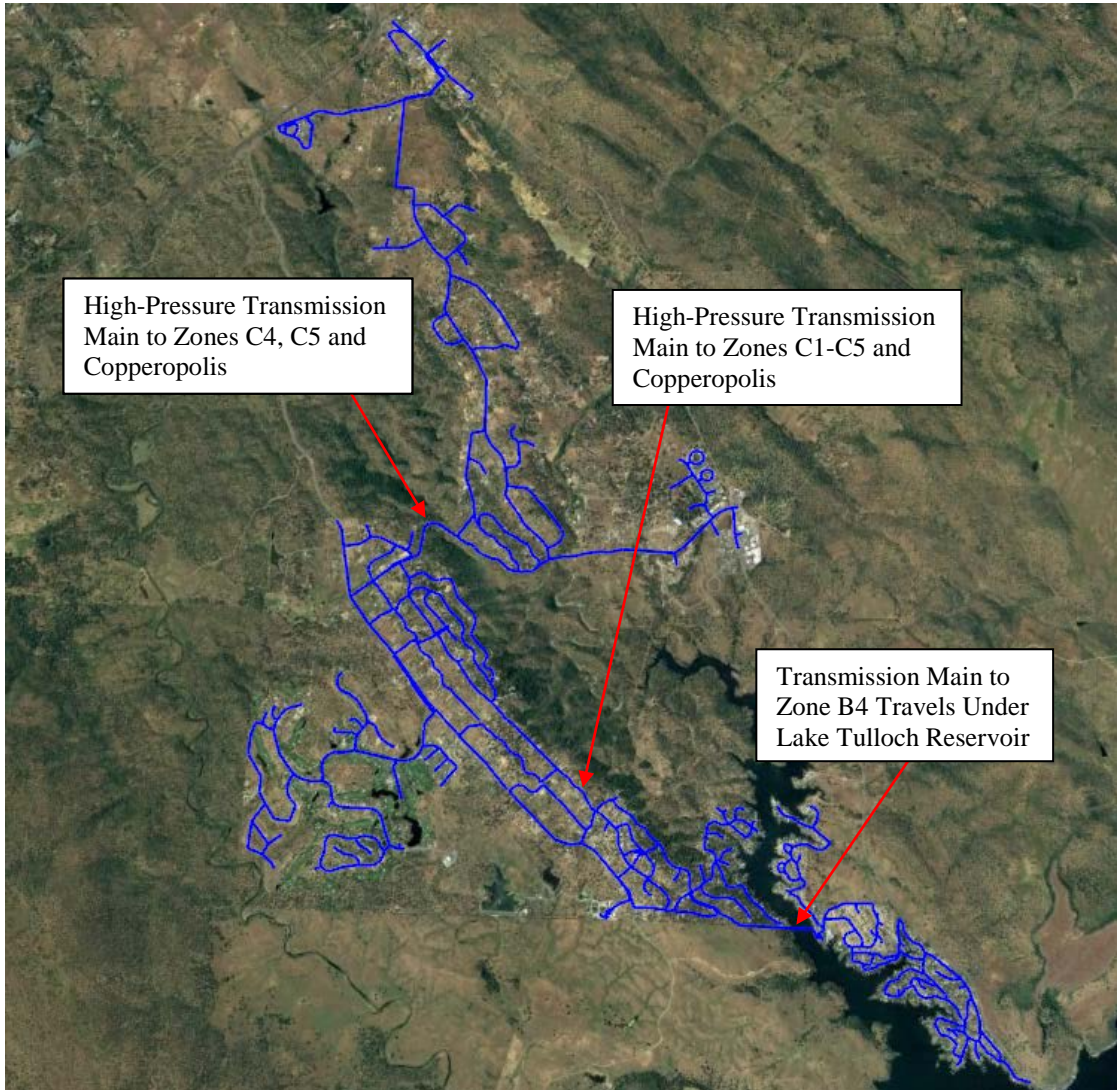 High-Pressure Transmission
Main to Zones C4, C5 and
Copperopolis
High-Pressure Transmission
Main to Zones C1-C5 and
Copperopolis
Transmission Main to
Zone B4 Travels Under
Lake Tulloch Reservoir